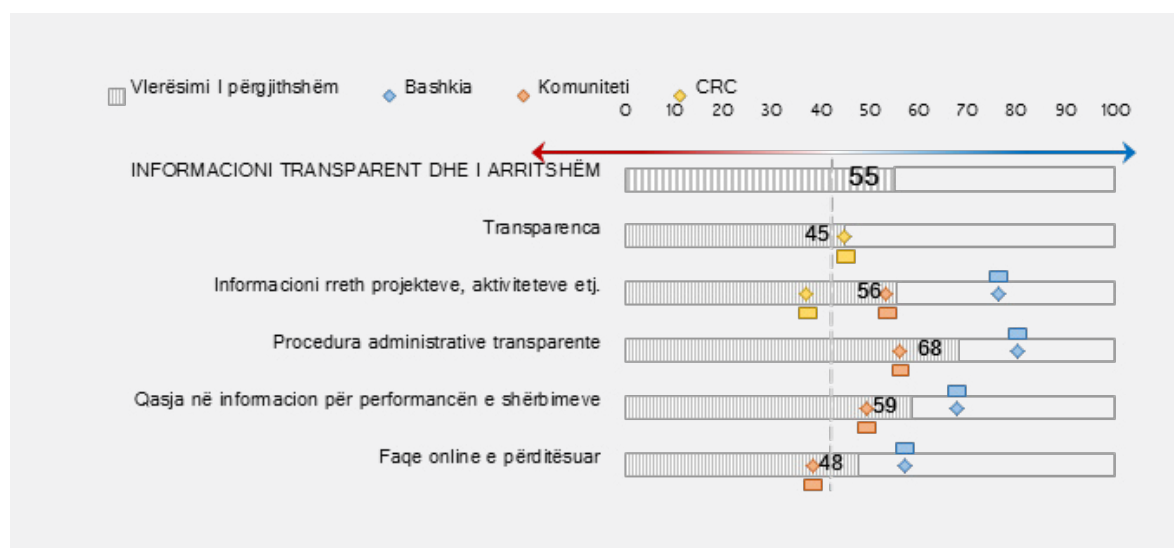 Vlerësimi I përgjithshëm Bashkia Komuniteti CRC
0 10 20 30 40 50 60 70 80 90 100
INFORMACIONI TRANSPARENT DHE I ARRITSHËM 55
Transparenca 45
Informacioni rreth projekteve, aktiviteteve etj. 56
Procedura administrative transparente 68
Qasja në informacion për performancën e shërbimeve 59
Faqe online e përditësuar 48